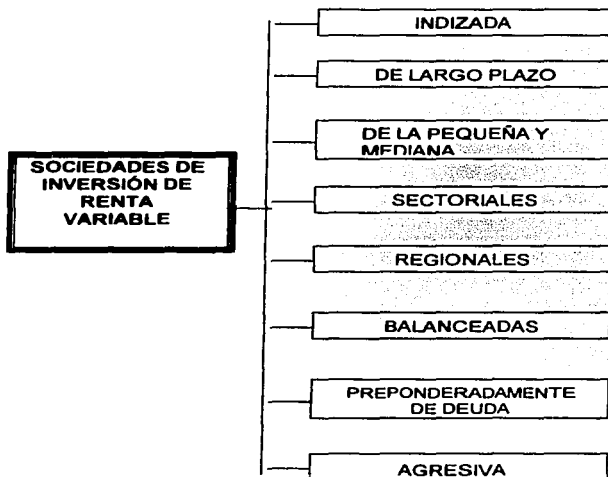 INDIZADA
DE LARGO PLAZO
DE LA PEQUEÑA Y
MEDIANA
SOCIEDADES DE
INVERSIÓN DE
RENTA
VARIABLE
SECTORIALES
REGIONALES
BALANCEADAS
PREPONDERADAMENTE
DE DEUDA
AGRESIVA